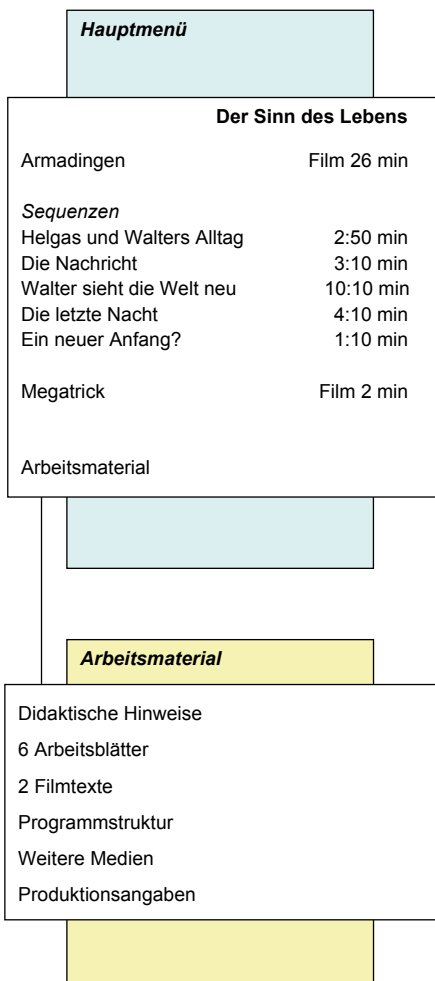 Hauptmenü
Der Sinn des Lebens
Armadingen Film 26 min
Sequenzen
Helgas und Walters Alltag 2:50 min
Die Nachricht 3:10 min
Walter sieht die Welt neu 10:10 min
Die letzte Nacht 4:10 min
Ein neuer Anfang? 1:10 min
Megatrick Film 2 min
Arbeitsmaterial
Arbeitsmaterial
Didaktische Hinweise
6 Arbeitsblätter
2 Filmtexte
Programmstruktur
Weitere Medien
Produktionsangaben